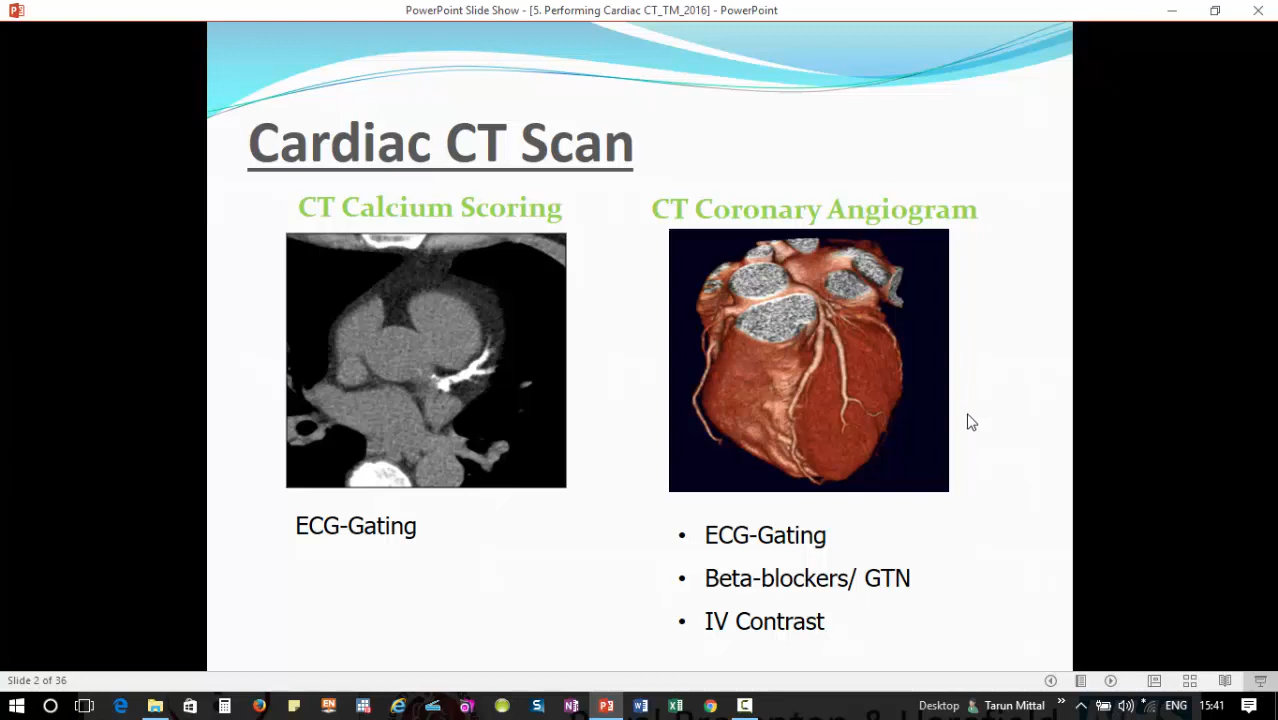 PowerPoint Slide Show - [5. Performing Cardiac CT_TM_2016] - PowerPoint
Cardiac CT Scan
CT Calcium Scoring
CT Coronary Angiogram
ECG-Gating
• ECG-Gating
• Beta-blockers/ GTN
• IV Contrast
Slide 2 of 36
Desktop
Tarun Mittal
ENG
15:41